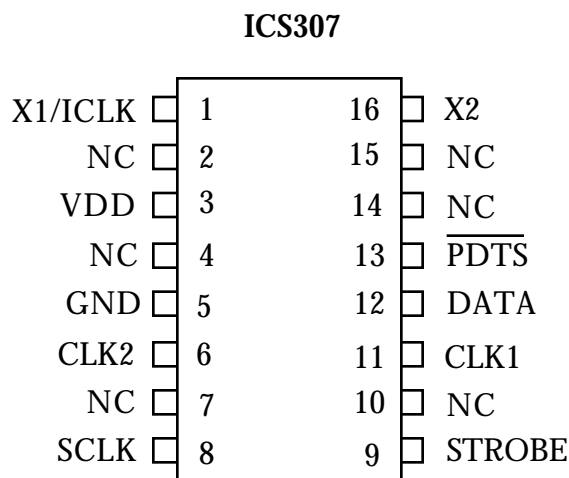 ICS307
X1/ICLK 1 16 X2
NC 2 15 NC
VDD 3 14 NC
NC 4 13 PDTS
GND 5 12 DATA
CLK2 6 11 CLK1
NC 7 10 NC
SCLK 8 9 STROBE